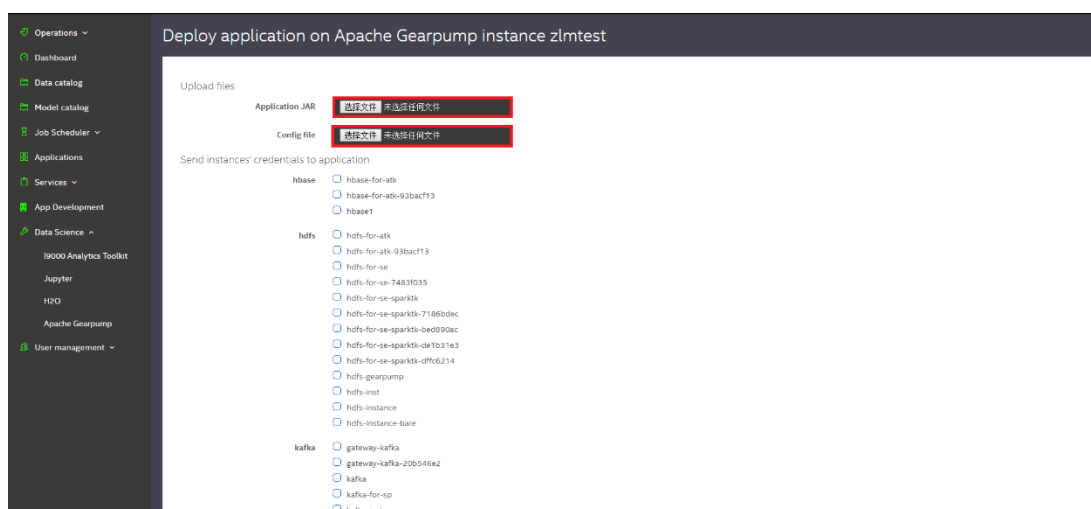 Operations
Dashboard
Data catalog
Model catalog
Job Scheduler
Applications
Services
App Development
Data Science
I9000 Analytics Toolkit
Jupyter
H2O
Apache Gearpump
User management
Deploy application on Apache Gearpump instance zlmtest
Upload files
Application JAR 选择文件 未选择任何文件
Config file 选择文件 未选择任何文件
Send instances' credentials to application
hbase hbase-for-atk
hbase-for-atk-93bacf13
hbase1
hdfs hdfs-for-atk
hdfs-for-atk-93bacf13
hdfs-for-se
hdfs-for-se-7483f035
hdfs-for-se-sparktk
hdfs-for-se-sparktk-7186bdec
hdfs-for-se-sparktk-bed890ac
hdfs-for-se-sparktk-de1b31e3
hdfs-for-se-sparktk-dffc6214
hdfs-gearpump
hdfs-inst
hdfs-instance
hdfs-instance-bare
kafka gateway-kafka
gateway-kafka-20b546e2
kafka
kafka-for-sp